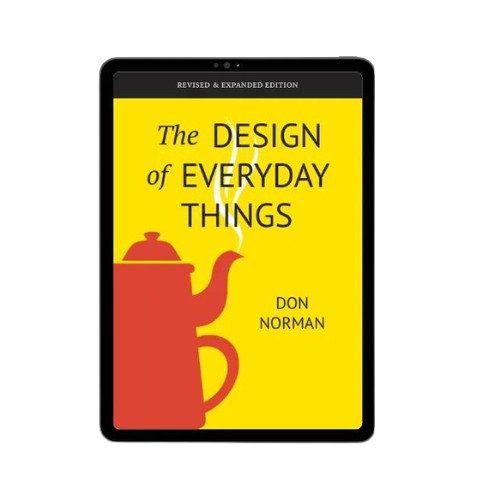 REVISED & EXPANDED EDITION
The DESIGN
of EVERYDAY
THINGS
DON
NORMAN